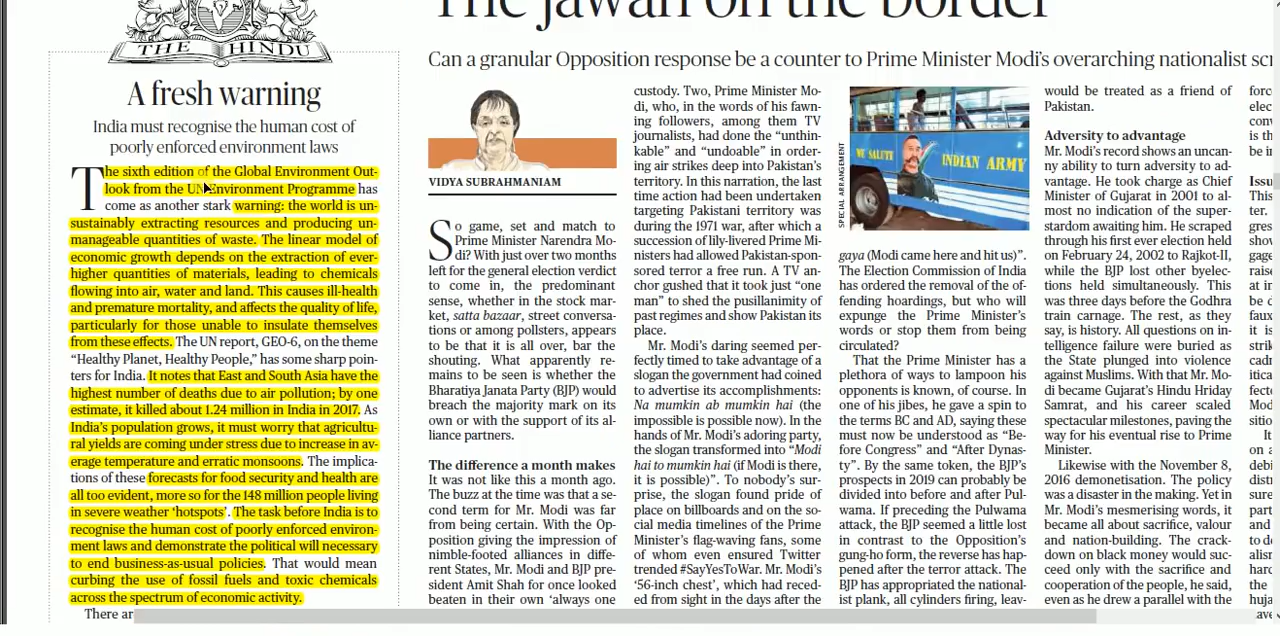 The jawan on the border
THE HINDU
Can a granular Opposition response be a counter to Prime Minister Modi's overarching nationalist
A fresh warning
India must recognise the human cost of
poorly enforced environment laws
The sixth edition of the Global Environment Out-
look from the UN Environment Programme has
come as another stark warning: the world is un-
sustainably extracting resources and producing un-
manageable quantities of waste. The linear model of
economic growth depends on the extraction of ever-
higher quantities of materials, leading to chemicals
flowing into air, water and land. This causes ill-health
and premature mortality, and affects the quality of life,
particularly for those unable to insulate themselves
from these effects. The UN report, GEO-6, on the theme
“Healthy Planet, Healthy People,” has some sharp poin-
ters for India. It notes that East and South Asia have the
highest number of deaths due to air pollution; by one
estimate, it killed about 1.24 million in India in 2017. As
India's population grows, it must worry that agricultu-
ral yields are coming under stress due to increase in av-
erage temperature and erratic monsoons. The implica-
tions of these forecasts for food security and health are
all too evident, more so for the 148 million people living
in severe weather ‘hotspots’. The task before India is to
recognise the human cost of poorly enforced environ-
ment laws and demonstrate the political will necessary
to end business-as-usual policies. That would mean
curbing the use of fossil fuels and toxic chemicals
across the spectrum of economic activity.
There ar
VIDYA SUBRAHMANIAM
So game, set and match to
Prime Minister Narendra Mo-
di? With just over two months
left for the general election verdict
to come in, the predominant
sense, whether in the stock mar-
ket, satta bazaar, street conversa-
tions or among pollsters, appears
to be that it is all over, bar the
shouting. What apparently re-
mains to be seen is whether the
Bharatiya Janata Party (BJP) would
breach the majority mark on its
own or with the support of its al-
liance partners.
The difference a month makes
It was not like this a month ago.
The buzz at the time was that a se-
cond term for Mr. Modi was far
from being certain. With the Op-
position giving the impression of
nimble-footed alliances in diffe-
rent States, Mr. Modi and BJP pre-
sident Amit Shah for once looked
beaten in their own ‘always one
custody. Two, Prime Minister Mo-
di, who, in the words of his fawn-
ing followers, among them TV
journalists, had done the “unthin-
kable” and “undoable” in order-
ing air strikes deep into Pakistan's
territory. In this narration, the last
time action had been undertaken
targeting Pakistani territory was
during the 1971 war, after which a
succession of lily-livered Prime Mi-
nisters had allowed Pakistan-spon-
sored terror a free run. A TV an-
chor gushed that it took just “one
man” to shed the pusillanimity of
past regimes and show Pakistan its
place.
Mr. Modi's daring seemed per-
fectly timed to take advantage of a
slogan the government had coined
to advertise its accomplishments:
Na mumkin ab mumkin hai (the
impossible is possible now). In the
hands of Mr. Modi's adoring party,
the slogan transformed into “Modi
hai to mumkin hai (if Modi is there,
it is possible)”. To nobody's sur-
prise, the slogan found pride of
place on billboards and on the so-
cial media timelines of the Prime
Minister's flag-waving fans, some
of whom even ensured Twitter
trended #SayYesToWar. Mr. Modi's
‘56-inch chest’, which had reced-
ed from sight in the days after the
SPECIAL ARRANGEMENT
WE SALUTE INDIAN ARMY
gaya (Modi came here and hit us)”.
The Election Commission of India
has ordered the removal of the of-
fending hoardings, but who will
expunge the Prime Minister's
words or stop them from being
circulated?
That the Prime Minister has a
plethora of ways to lampoon his
opponents is known, of course. In
one of his jibes, he gave a spin to
the terms BC and AD, saying these
must now be understood as “Be-
fore Congress” and “After Dynas-
ty”. By the same token, the BJP's
prospects in 2019 can probably be
divided into before and after Pul-
wama. If preceding the Pulwama
attack, the BJP seemed a little lost
in contrast to the Opposition's
gung-ho form, the reverse has hap-
pened after the terror attack. The
BJP has appropriated the national-
ist plank, all cylinders firing, leav-
would be treated as a friend of
Pakistan.
Adversity to advantage
Mr. Modi's record shows an uncan-
ny ability to turn adversity to ad-
vantage. He took charge as Chief
Minister of Gujarat in 2001 to al-
most no indication of the super-
stardom awaiting him. He scraped
through his first ever election held
on February 24, 2002 to Rajkot-II,
while the BJP lost other byelec-
tions held simultaneously. This
was three days before the Godhra
train carnage. The rest, as they
say, is history. All questions on in-
telligence failure were buried as
the State plunged into violence
against Muslims. With that Mr. Mo-
di became Gujarat's Hindu Hriday
Samrat, and his career scaled
spectacular milestones, paving the
way for his eventual rise to Prime
Minister.
Likewise with the November 8,
2016 demonetisation. The policy
was a disaster in the making. Yet in
Mr. Modi's mesmerising words, it
became all about sacrifice, valour
and nation-building. The crack-
down on black money would suc-
ceed only with the sacrifice and
cooperation of the people, he said,
even as he drew a parallel with the